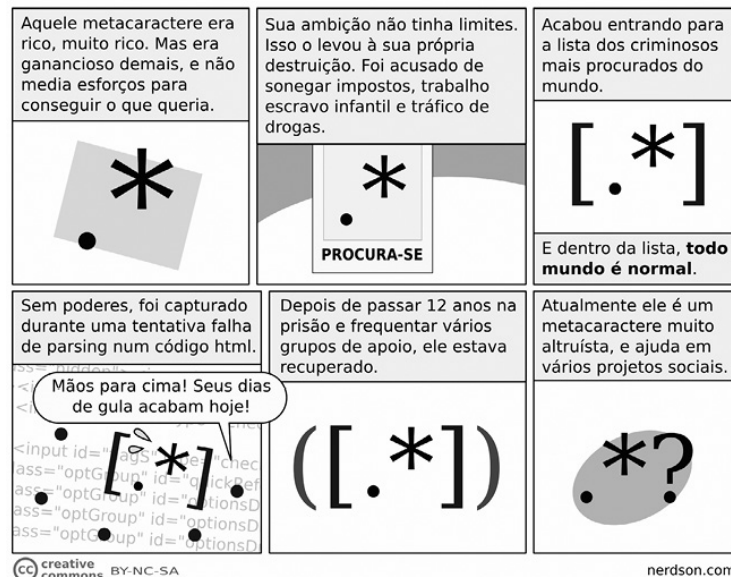 Aquele metacaractere era
rico, muito rico. Mas era
ganancioso demais, e não
media esforços para
conseguir o que queria.
.*
Sua ambição não tinha limites.
Isso o levou à sua própria
destruição. Foi acusado de
sonegar impostos, trabalho
escravo infantil e tráfico de
drogas.
.*
PROCURA-SE
Acabou entrando para
a lista dos criminosos
mais procurados do
mundo.
[.*]
E dentro da lista, todo
mundo é normal.
Sem poderes, foi capturado
durante uma tentativa falha
de parsing num código html.
Mãos para cima! Seus dias
de gula acabam hoje!
[.*]
<input id=
lass="optGroup" id=
ass="optGroup" id="optionsD
ass="optGroup" id="optionsD
Depois de passar 12 anos na
prisão e frequentar vários
grupos de apoio, ele estava
recuperado.
([.*])
Atualmente ele é um
metacaractere muito
altruísta, e ajuda em
vários projetos sociais.
.*?
cc creative
commons BY-NC-SA
nerdson.com